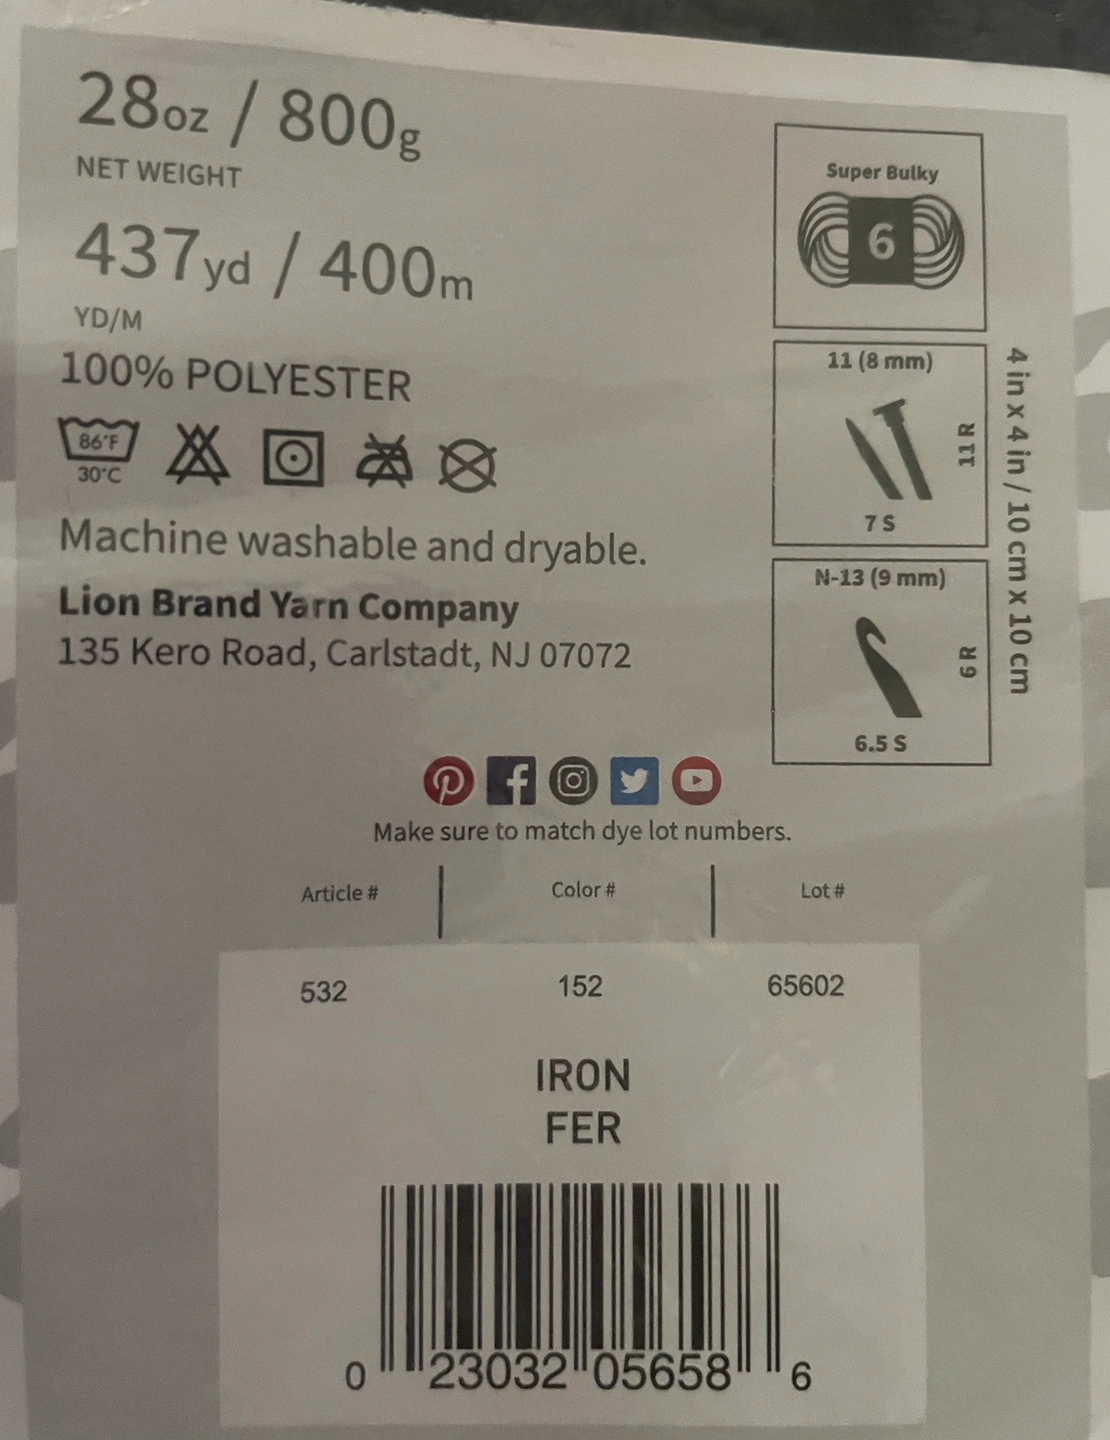 28oz / 800g
NET WEIGHT
437yd / 400m
YD/M
100% POLYESTER
86°F
30°C
Machine washable and dryable.
Lion Brand Yarn Company
135 Kero Road, Carlstadt, NJ 07072
Super Bulky
6
11 (8 mm)
11 R
7 S
N-13 (9 mm)
6 R
6.5 S
4 in x 4 in / 10 cm x 10 cm
Make sure to match dye lot numbers.
Article # Color # Lot #
532 152 65602
IRON
FER
0 23032 05658 6